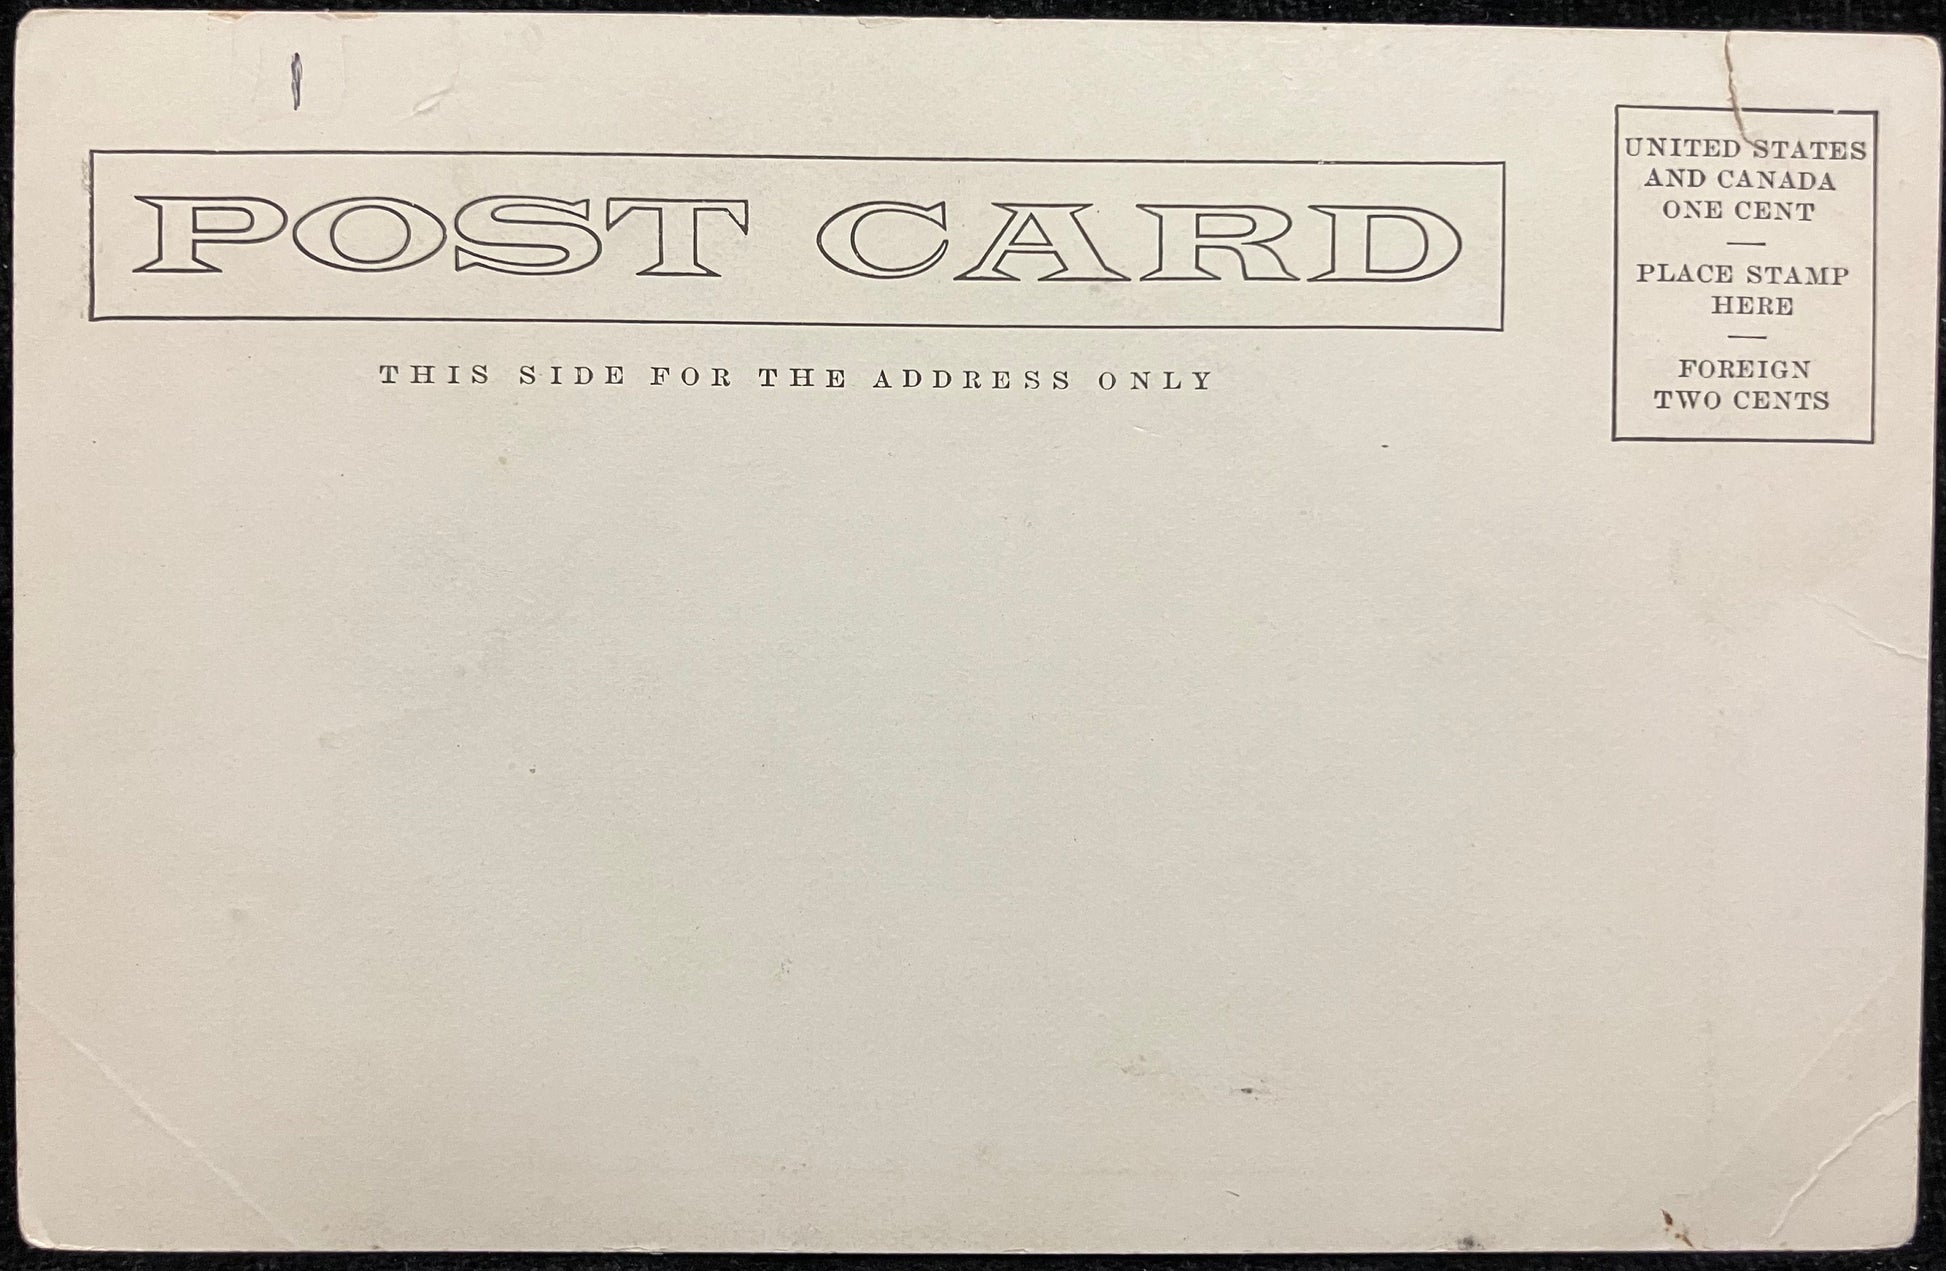 POST CARD
THIS SIDE FOR THE ADDRESS ONLY
UNITED STATES
AND CANADA
ONE CENT
—
PLACE STAMP
HERE
—
FOREIGN
TWO CENTS